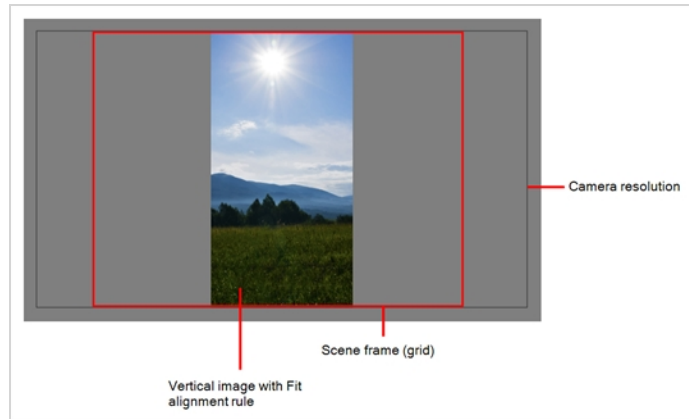 Camera resolution
Scene frame (grid)
Vertical image with Fit
alignment rule